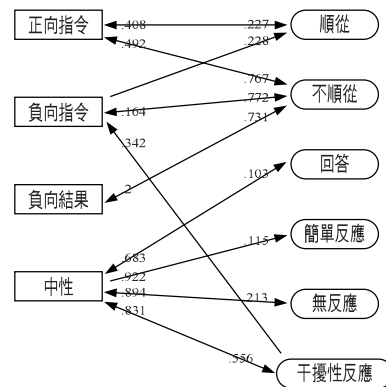 正向指令
.408
.227
順從
.492
.228
.767
不順從
負向指令
.164
.772
.731
.342
回答
.103
負向結果
.2
簡單反應
.115
.683
中性
.922
.894
.213
無反應
.831
.556
干擾性反應